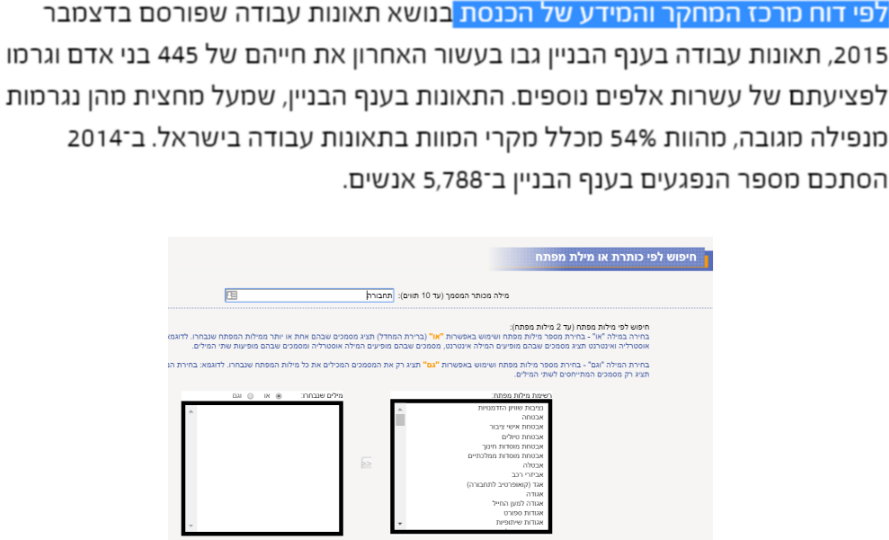 לפי דוח מרכז המחקר והמידע של הכנסת בנושא תאונות עבודה שפורסם בדצמבר
2015, תאונות עבודה בענף הבניין גבו בעשור האחרון את חייהם של 445 בני אדם וגרמו
לפציעתם של עשרות אלפים נוספים. התאונות בענף הבניין, שמעל מחצית מהן נגרמות
מנפילה מגובה, מהוות 54% מכלל מקרי המוות בתאונות עבודה בישראל. ב־2014
הסתכם מספר הנפגעים בענף הבניין ב־5,788 אנשים.
חיפוש לפי כותרת או מילת מפתח
מילה מכותר המסמך (עד 10 תווים): תחבורה
חיפוש לפי מילות מפתח (עד 2 מילות מפתח):
בחירה במילה "או" - בחירת מספר מילות מפתח ושימוש באפשרות "או" (ברירת המחדל) תציג מסמכים שבהם אחת או יותר ממילות המפתח שנבחרו. לדוגמא
אוסטרליה ואינטרנט תציג מסמכים שבהם מופיעים המילה אינטרנט, מסמכים שבהם מופיעים המילה אוסטרליה ומסמכים שבהם מופיעות שתי המילים.
בחירת המילה "וגם" - בחירת מספר מילות מפתח ושימוש באפשרות "גם" תציג רק את המסמכים המכילים את כל מילות המפתח שנבחרו. לדוגמא: בחירת
תציג רק מסמכים המתייחסים לשתי המילים.
רשימת מילות מפתח: מילים שנבחרו: או וגם
נציבות שוויון הזדמנויות
אבטחה
אבטחת אישי ציבור
אבטחת טיולים
אבטחת מוסדות חינוך
אבטחת מוסדות ממלכתיים
אבטלה
אביזרי רכב
אגד (קואופרטיב לתחבורה)
אגודה
אגודה למען החייל
אגודות ספורט
אגודות שיתופיות